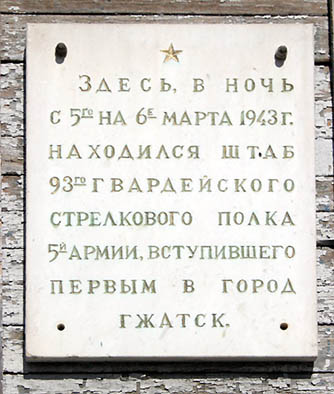 ЗДЕСЬ, В НОЧЬ
С 5го НА 6е МАРТА 1943 Г.
НАХОДИЛСЯ ШТАБ
93го ГВАРДЕЙСКОГО
СТРЕЛКОВОГО ПОЛКА
5й АРМИИ, ВСТУПИВШЕГО
ПЕРВЫМ В ГОРОД
ГЖАТСК.